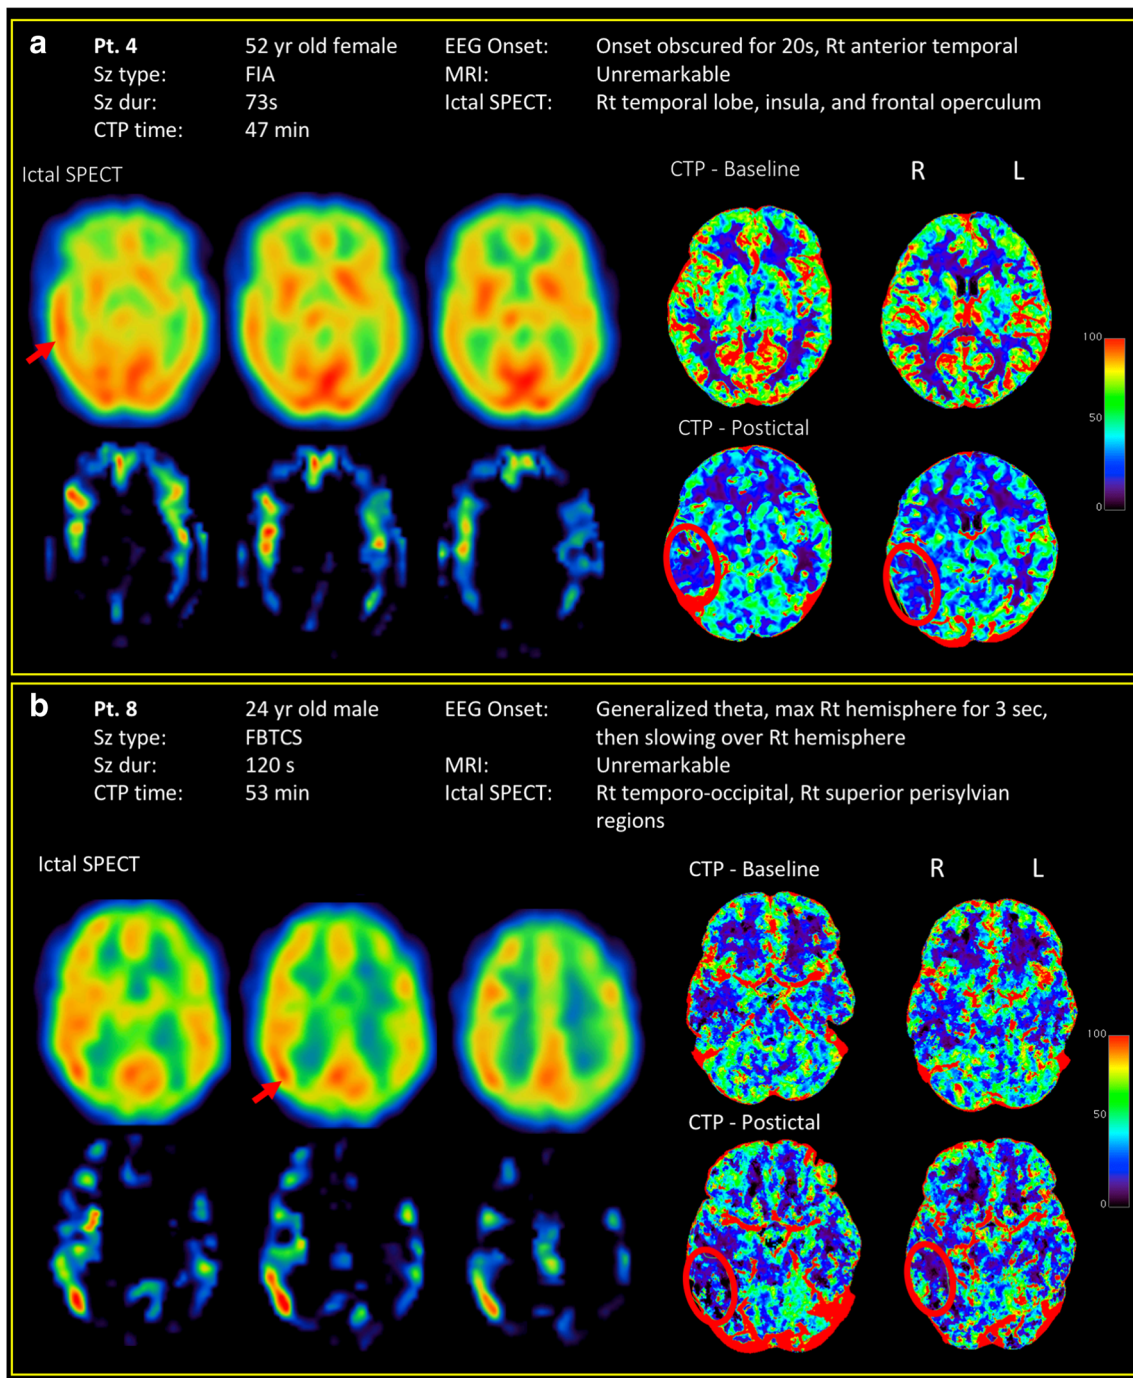 a
Pt. 4 52 yr old female EEG Onset: Onset obscured for 20s, Rt anterior temporal
Sz type: FIA MRI: Unremarkable
Sz dur: 73s Ictal SPECT: Rt temporal lobe, insula, and frontal operculum
CTP time: 47 min
Ictal SPECT
CTP - Baseline R L
100
50
0
CTP - Postictal
b
Pt. 8 24 yr old male EEG Onset: Generalized theta, max Rt hemisphere for 3 sec,
Sz type: FBTCS then slowing over Rt hemisphere
Sz dur: 120 s MRI: Unremarkable
CTP time: 53 min Ictal SPECT: Rt temporo-occipital, Rt superior perisylvian
regions
Ictal SPECT
CTP - Baseline R L
100
50
0
CTP - Postictal